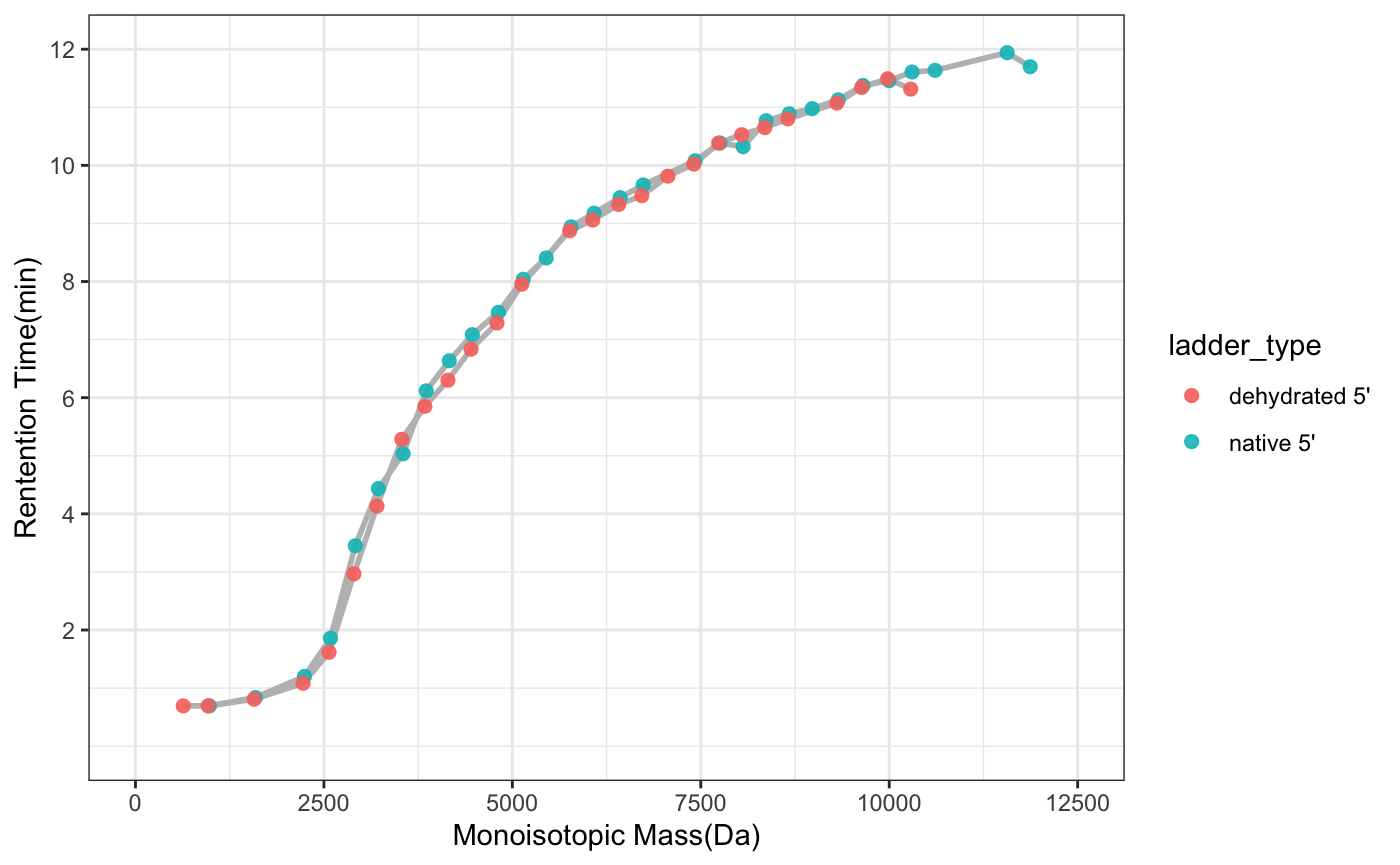 12
10
8
6
4
2
Rentention Time(min)
0 2500 5000 7500 10000 12500
Monoisotopic Mass(Da)
ladder_type
dehydrated 5'
native 5'